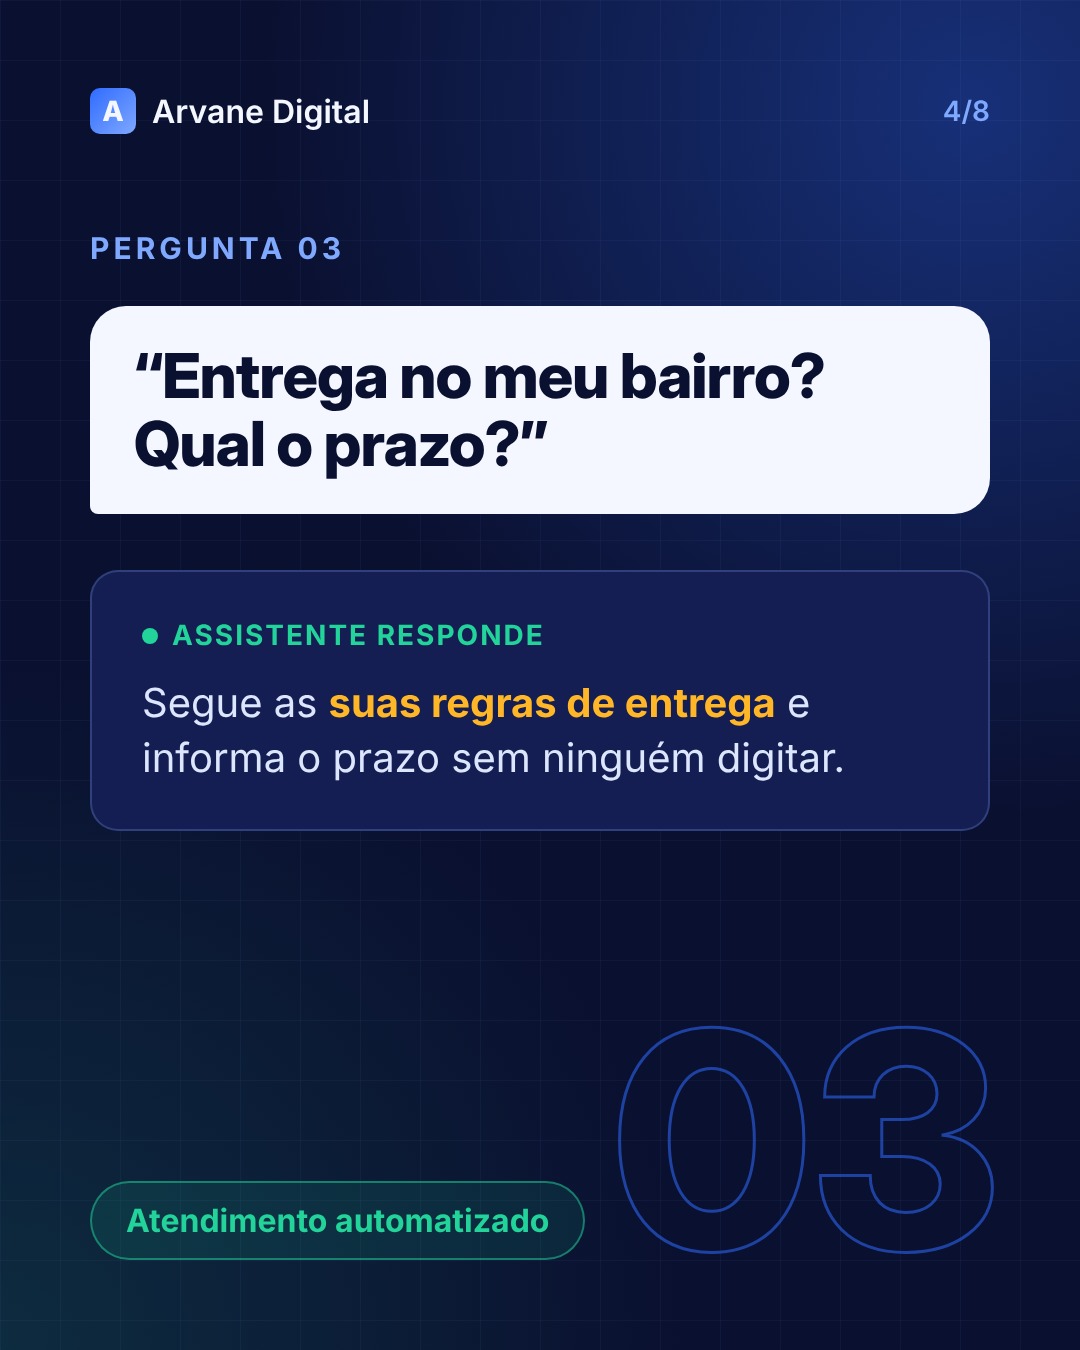 A Arvane Digital
4/8
PERGUNTA 03
“Entrega no meu bairro?
Qual o prazo?”
ASSISTENTE RESPONDE
Segue as suas regras de entrega e
informa o prazo sem ninguém digitar.
03
Atendimento automatizado